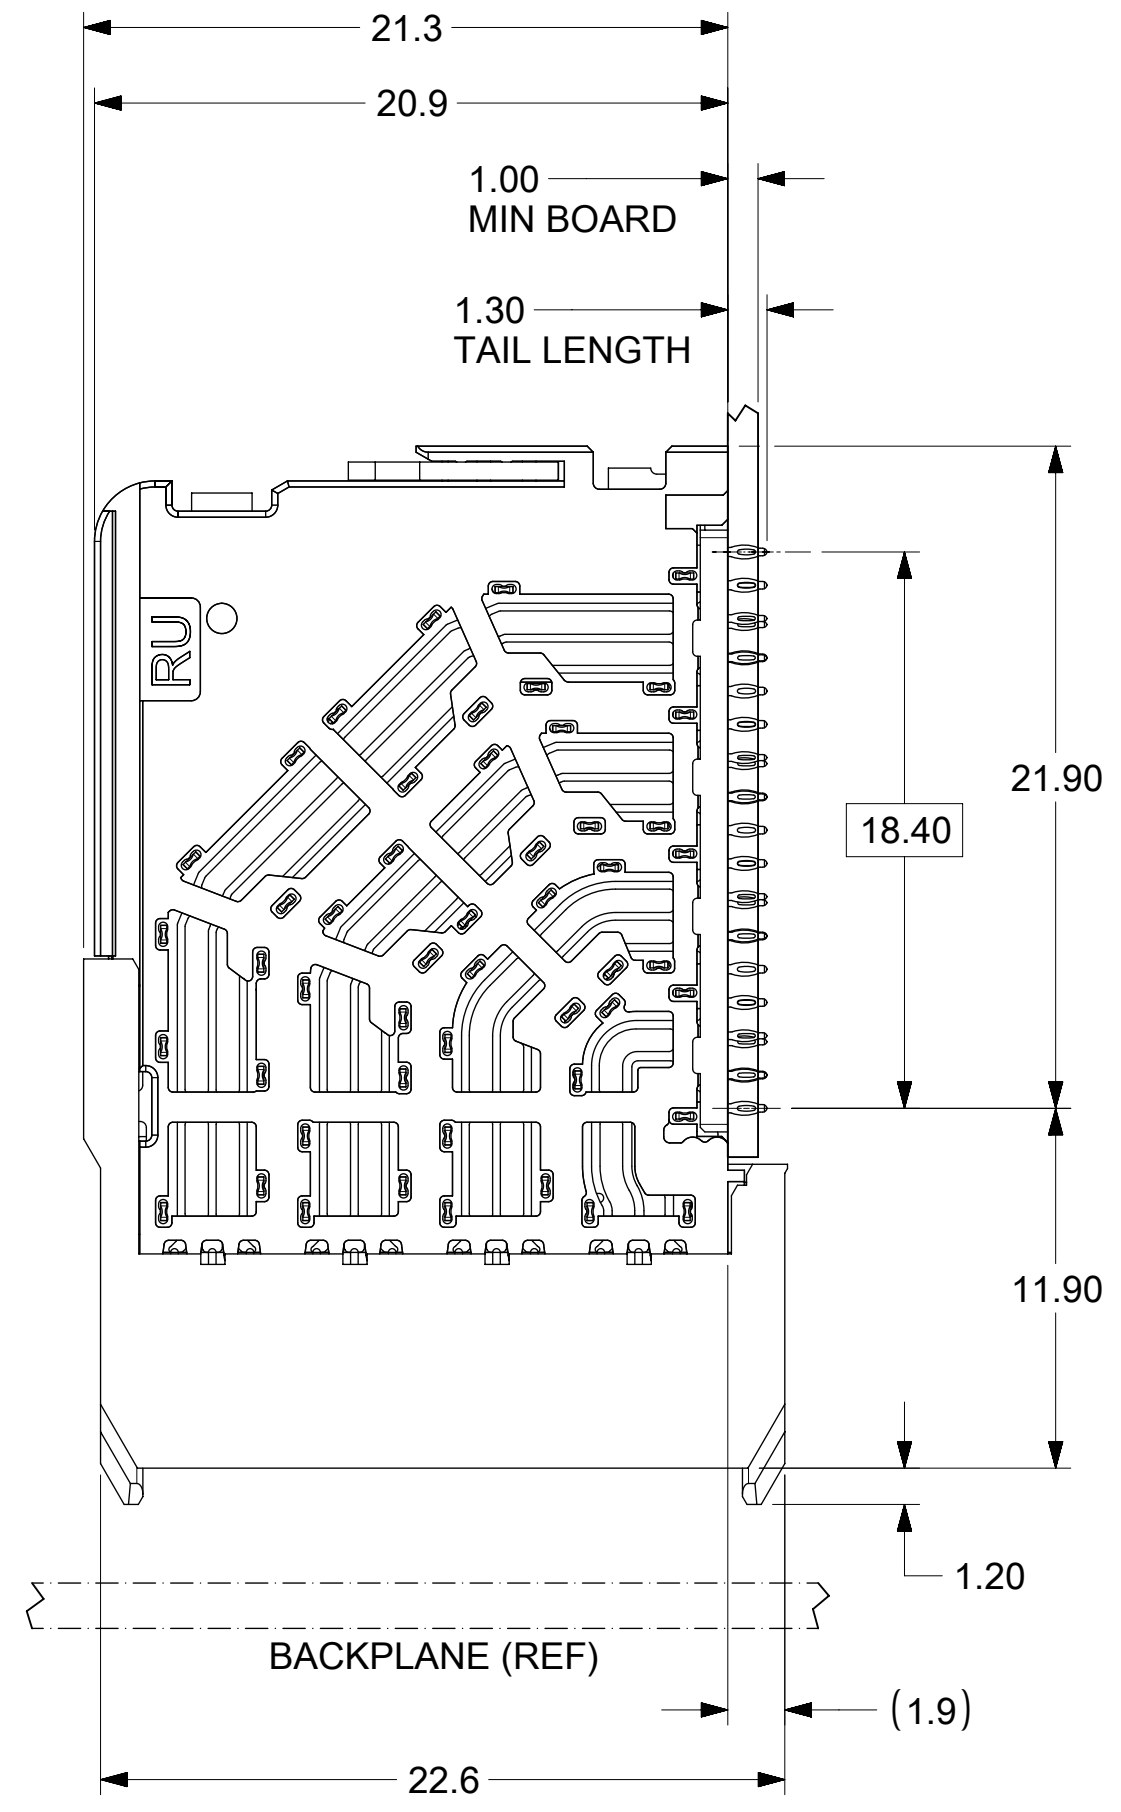 21.3
20.9
1.00
MIN BOARD
1.30
TAIL LENGTH
RU
21.90
18.40
11.90
1.20
BACKPLANE (REF)
(1.9)
22.6